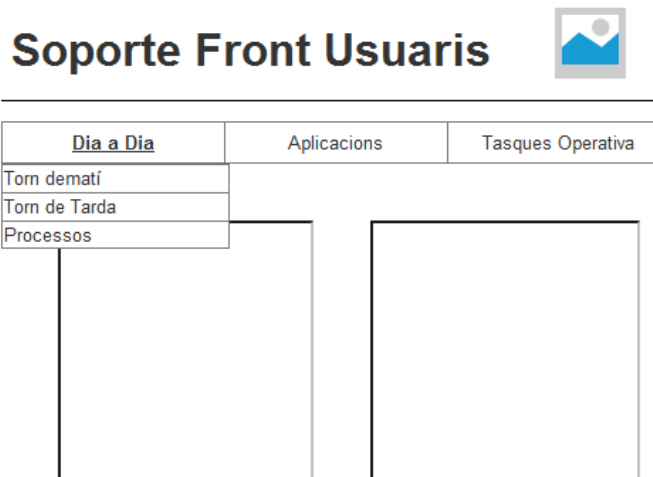 Soporte Front Usuaris
Dia a Dia Aplicacions Tasques Operativa
Torn dematí
Torn de Tarda
Processos